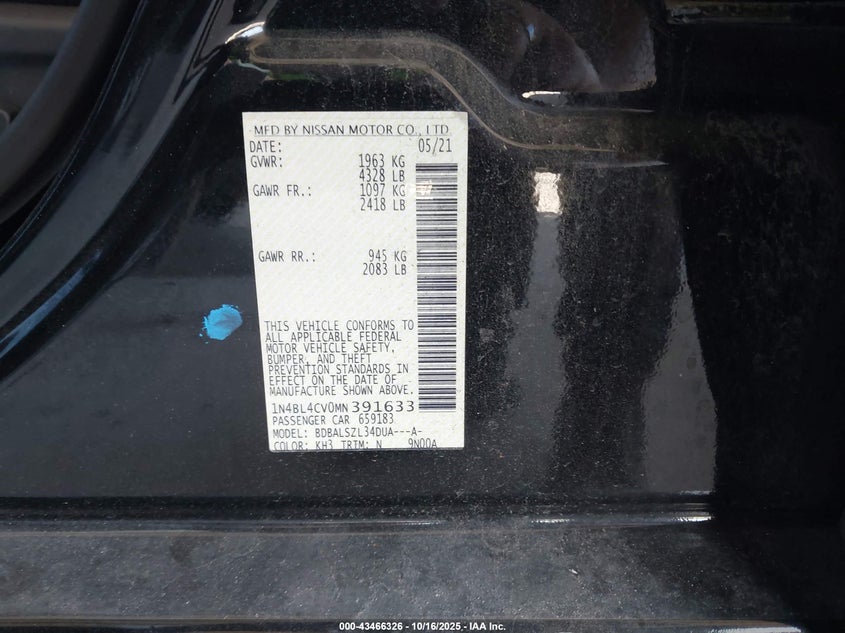 MFD BY NISSAN MOTOR CO., LTD.
DATE: 05/21
GVWR: 1963 KG
4328 LB
GAWR FR.: 1097 KG
2418 LB
GAWR RR.: 945 KG
2083 LB
THIS VEHICLE CONFORMS TO
ALL APPLICABLE FEDERAL
MOTOR VEHICLE SAFETY,
BUMPER, AND THEFT
PREVENTION STANDARDS IN
EFFECT ON THE DATE OF
MANUFACTURE SHOWN ABOVE.
1N4BL4CV0MN391633
PASSENGER CAR 659183
MODEL: BDBALSZL34DUA---A-
COLOR: KH3 TRIM: N 9N00A
000-43466326 - 10/16/2025 - IAA Inc.